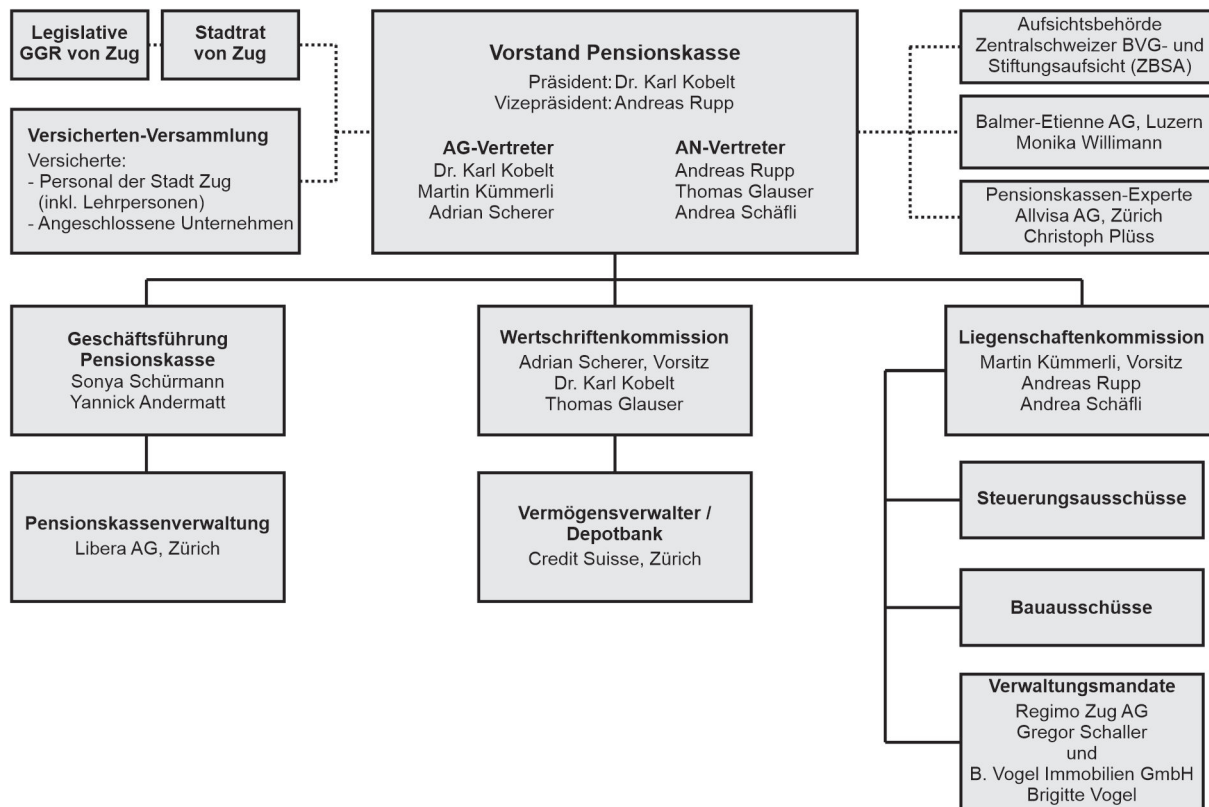 Legislative
GGR von Zug
Stadtrat
von Zug
Versicherten-Versammlung
Versicherte:
- Personal der Stadt Zug
(inkl. Lehrpersonen)
- Angeschlossene Unternehmen
Vorstand Pensionskasse
Präsident: Dr. Karl Kobelt
Vizepräsident: Andreas Rupp
AG-Vertreter
Dr. Karl Kobelt
Martin Kümmerli
Adrian Scherer
AN-Vertreter
Andreas Rupp
Thomas Glauser
Andrea Schäfli
Aufsichtsbehörde
Zentralschweizer BVG- und
Stiftungsaufsicht (ZBSA)
Balmer-Etienne AG, Luzern
Monika Willimann
Pensionskassen-Experte
Allvisa AG, Zürich
Christoph Plüss
Geschäftsführung
Pensionskasse
Sonya Schürmann
Yannick Andermatt
Wertschriftenkommission
Adrian Scherer, Vorsitz
Dr. Karl Kobelt
Thomas Glauser
Liegenschaftenkommission
Martin Kümmerli, Vorsitz
Andreas Rupp
Andrea Schäfli
Pensionskassenverwaltung
Libera AG, Zürich
Vermögensverwalter /
Depotbank
Credit Suisse, Zürich
Steuerungsausschüsse
Bauausschüsse
Verwaltungsmandate
Regimo Zug AG
Gregor Schaller
und
B. Vogel Immobilien GmbH
Brigitte Vogel